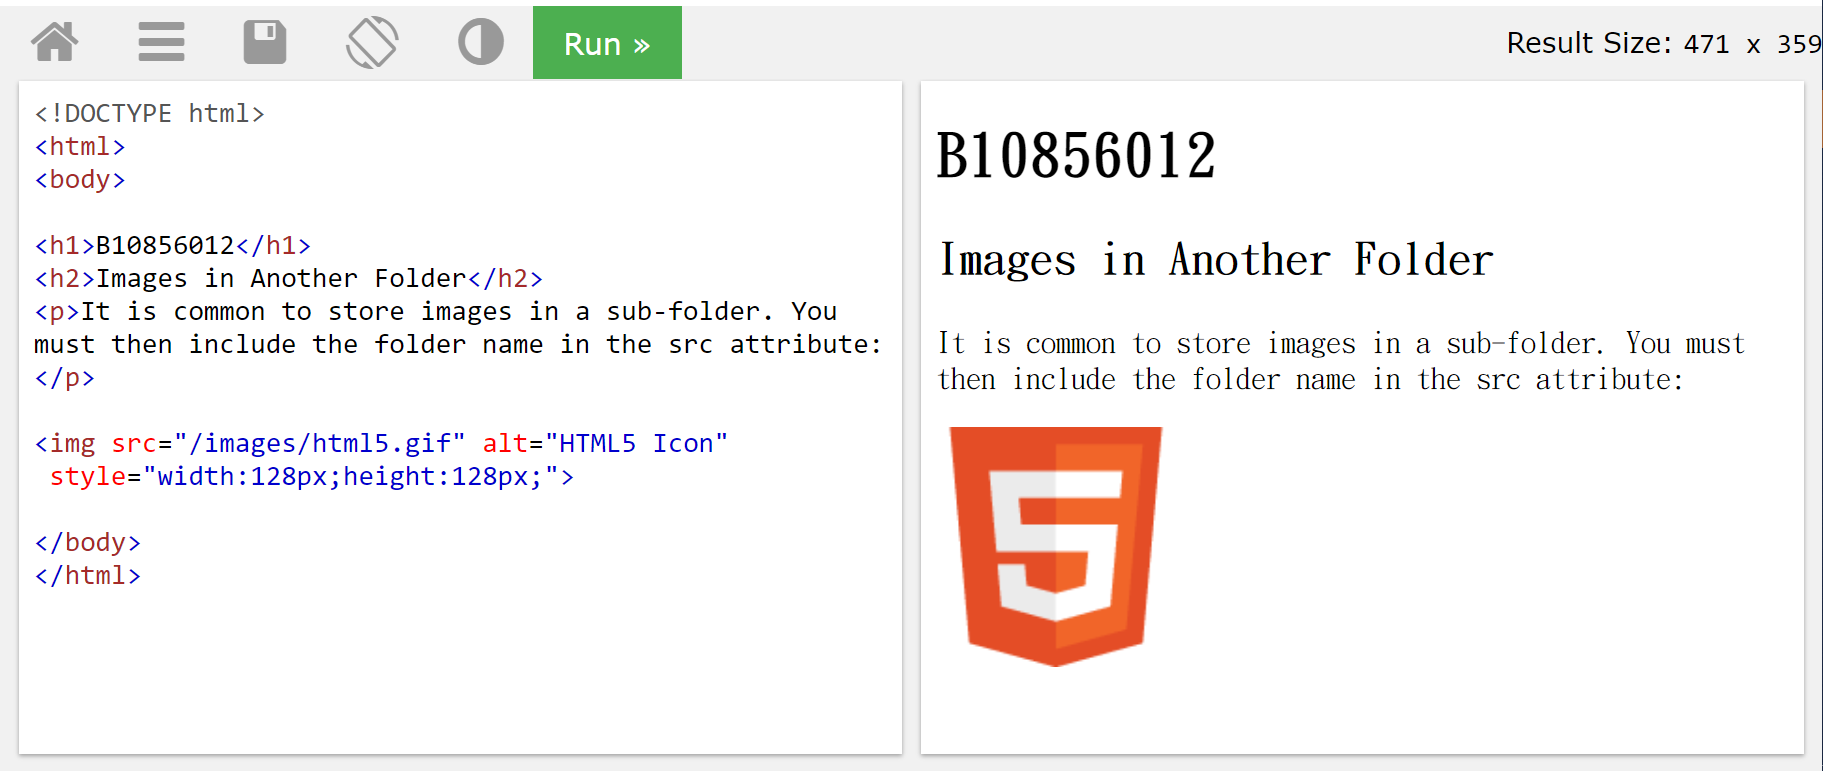 Run »
Result Size: 471 x 359
<!DOCTYPE html>
<html>
<body>
<h1>B10856012</h1>
<h2>Images in Another Folder</h2>
<p>It is common to store images in a sub-folder. You
must then include the folder name in the src attribute:
</p>
<img src="/images/html5.gif" alt="HTML5 Icon"
style="width:128px;height:128px;">
</body>
</html>
B10856012
Images in Another Folder
It is common to store images in a sub-folder. You must
then include the folder name in the src attribute:
5